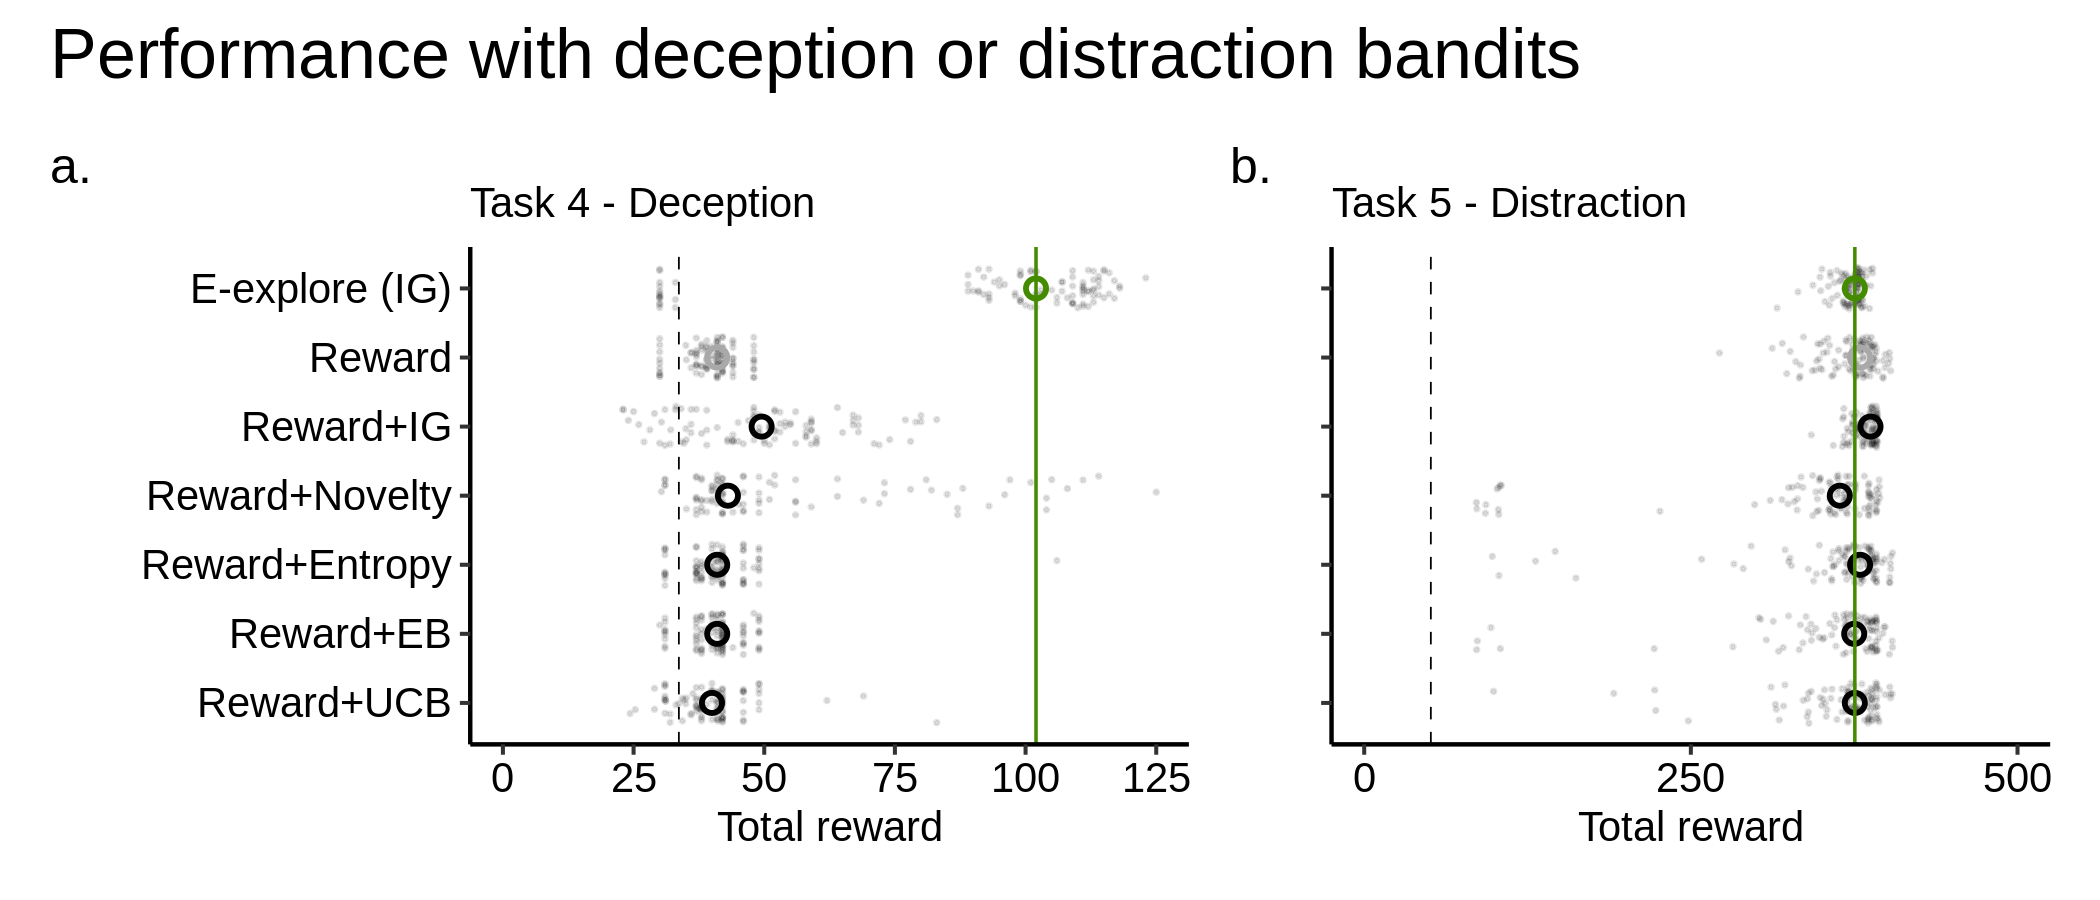 Performance with deception or distraction bandits
a.
b.
Task 4 - Deception
Task 5 - Distraction
E-explore (IG)
Reward
Reward+IG
Reward+Novelty
Reward+Entropy
Reward+EB
Reward+UCB
0 25 50 75 100 125
0 250 500
Total reward
Total reward